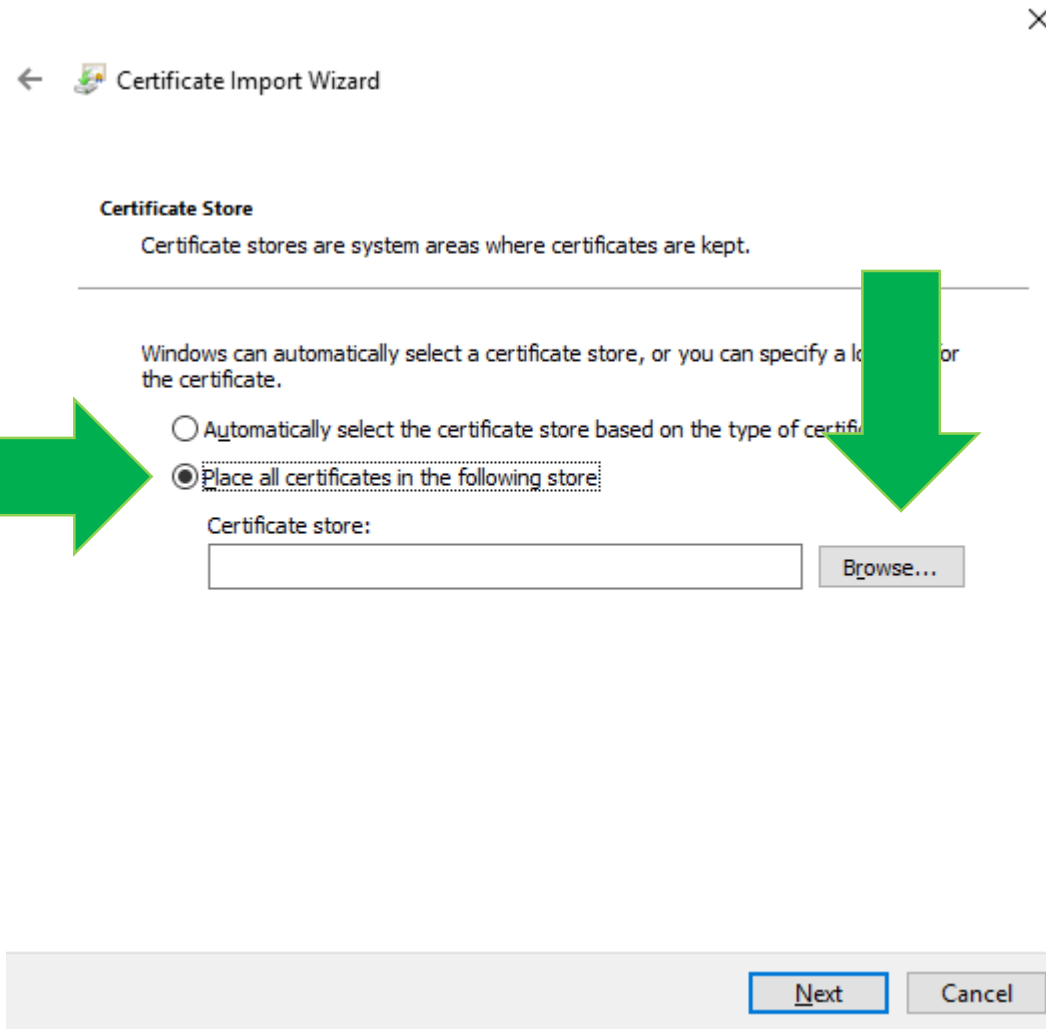 Certificate Import Wizard
Certificate Store
Certificate stores are system areas where certificates are kept.
Windows can automatically select a certificate store, or you can specify a for
the certificate.
Automatically select the certificate store based on the type of
Place all certificates in the following store
Certificate store:
Browse...
Next
Cancel